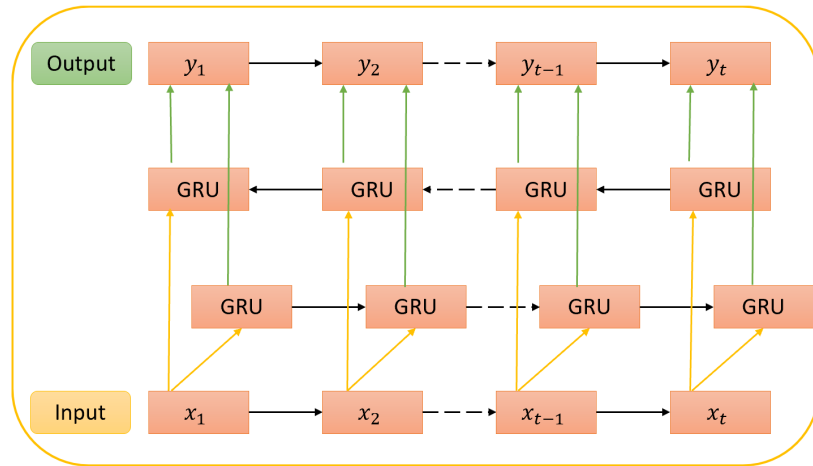 Output y₁ y₂ yₜ₋₁ yₜ
GRU GRU GRU GRU
GRU GRU GRU GRU
Input x₁ x₂ xₜ₋₁ xₜ